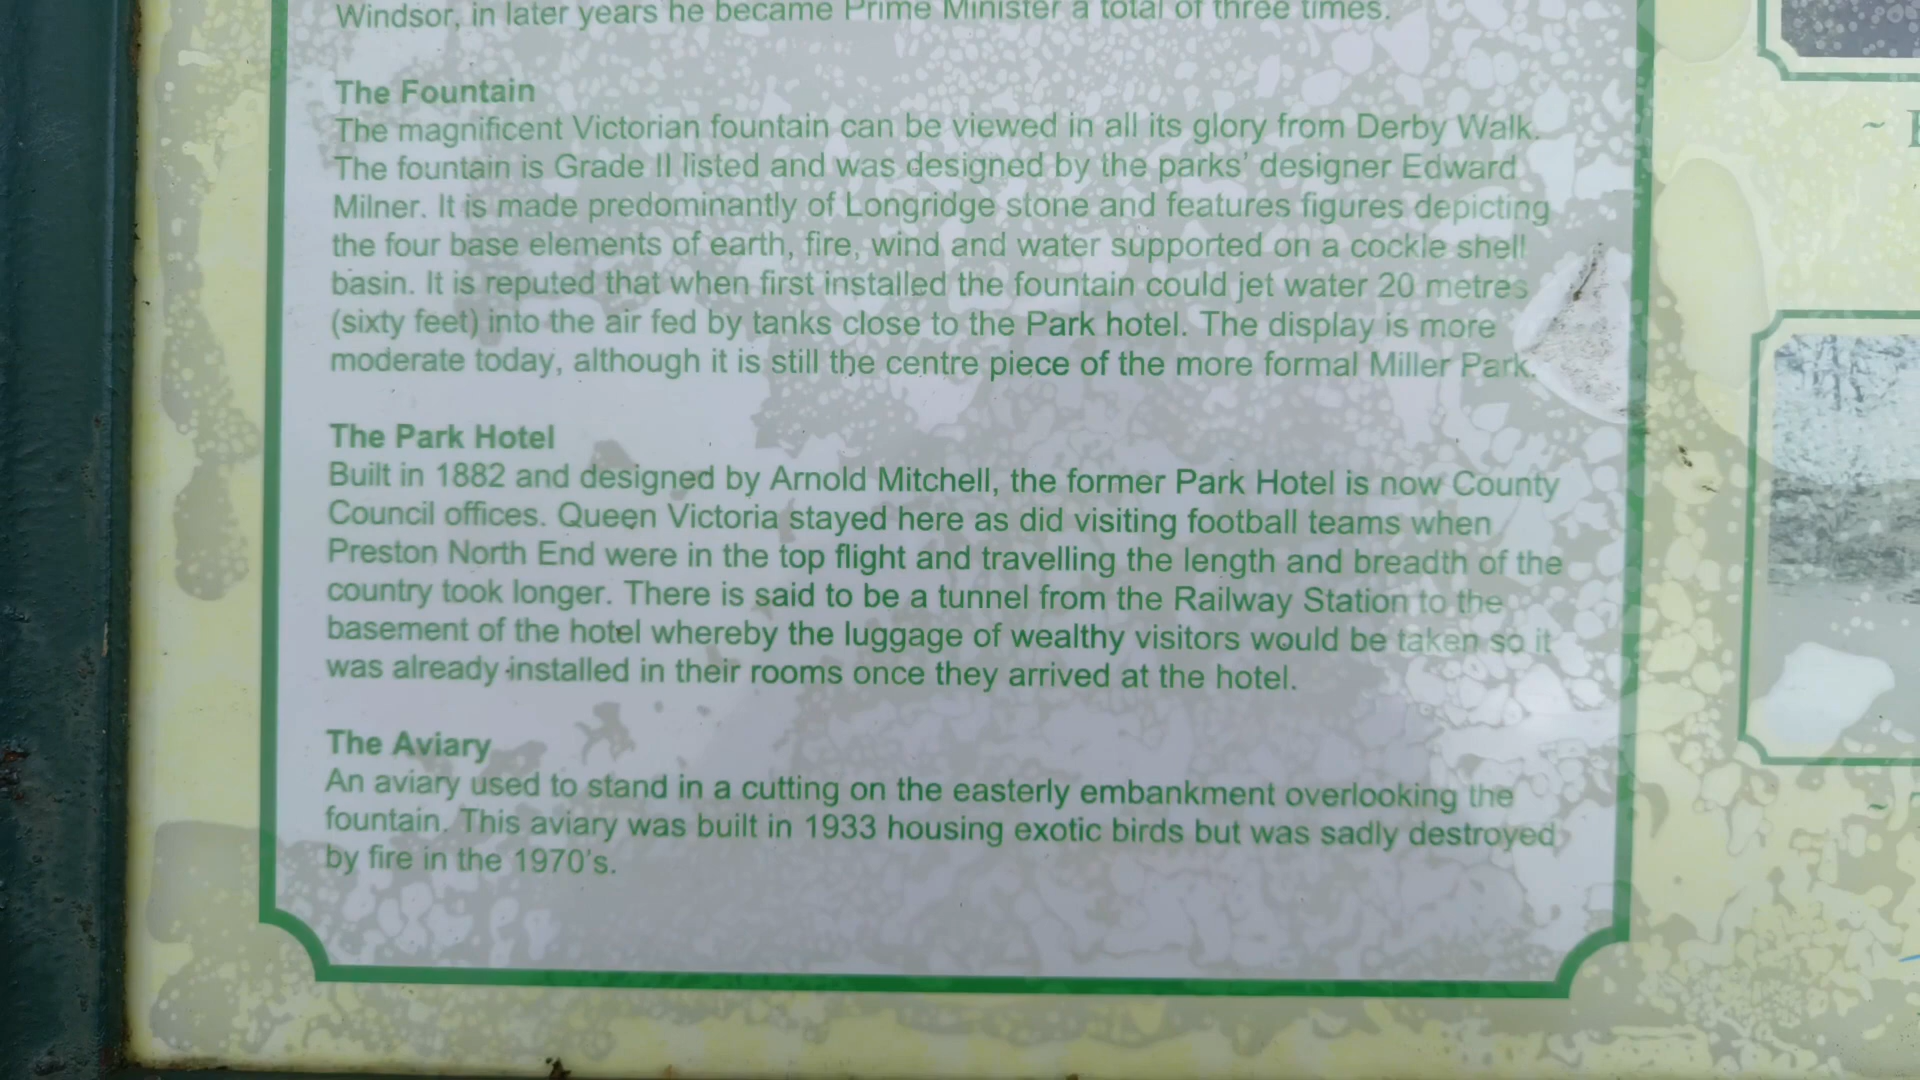 Windsor, in later years he became Prime Minister a total of three times.
The Fountain
The magnificent Victorian fountain can be viewed in all its glory from Derby Walk.
The fountain is Grade II listed and was designed by the parks' designer Edward
Milner. It is made predominantly of Longridge stone and features figures depicting
the four base elements of earth, fire, wind and water supported on a cockle shell
basin. It is reputed that when first installed the fountain could jet water 20 metres
(sixty feet) into the air fed by tanks close to the Park hotel. The display is more
moderate today, although it is still the centre piece of the more formal Miller Park.
The Park Hotel
Built in 1882 and designed by Arnold Mitchell, the former Park Hotel is now County
Council offices. Queen Victoria stayed here as did visiting football teams when
Preston North End were in the top flight and travelling the length and breadth of the
country took longer. There is said to be a tunnel from the Railway Station to the
basement of the hotel whereby the luggage of wealthy visitors would be taken so it
was already installed in their rooms once they arrived at the hotel.
The Aviary
An aviary used to stand in a cutting on the easterly embankment overlooking the
fountain. This aviary was built in 1933 housing exotic birds but was sadly destroyed
by fire in the 1970's.